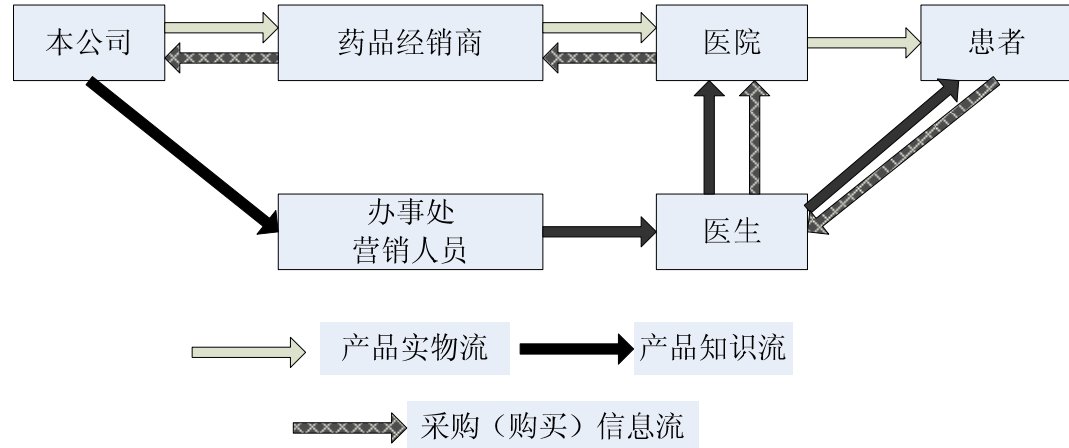 本公司
药品经销商
医院
患者
办事处
营销人员
医生
产品实物流
产品知识流
采购（购买）信息流